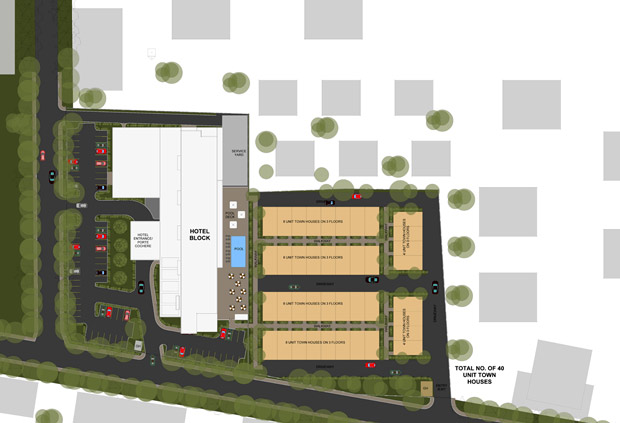 SERVICE
YARD
HOTEL
BLOCK
HOTEL
ENTRANCE/
PORTE
COCHERE
POOL
DECK
POOL
8 UNIT TOWN HOUSES ON 3 FLOORS
8 UNIT TOWN HOUSES ON 3 FLOORS
8 UNIT TOWN HOUSES ON 3 FLOORS
8 UNIT TOWN HOUSES ON 3 FLOORS
4 UNIT TOWN HOUSES
ON 3 FLOORS
4 UNIT TOWN HOUSES
ON 3 FLOORS
TOTAL NO. OF 40
UNIT TOWN
HOUSES